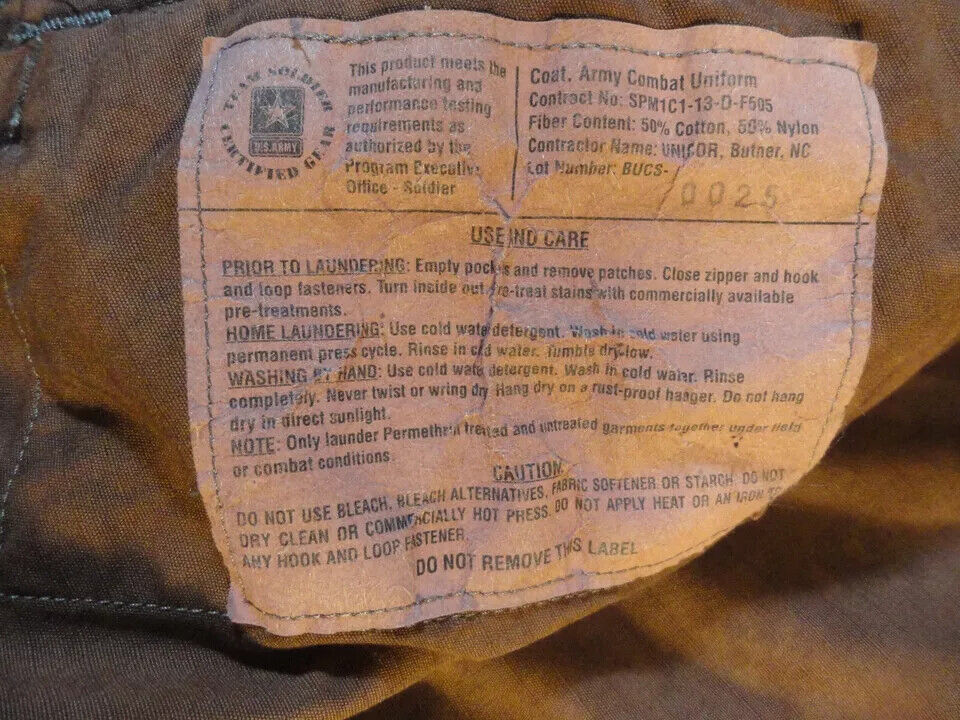 TEAM SOLDIER
CERTIFIED GEAR
U.S. ARMY
This product meets the
manufacturing and
performance testing
requirements as
authorized by the
Program Executive
Office - Soldier
Coat, Army Combat Uniform
Contract No: SPM1C1-13-D-F505
Fiber Content: 50% Cotton, 50% Nylon
Contractor Name: UNICOR, Butner, NC
Lot Number: BUCS-
0025
USE AND CARE
PRIOR TO LAUNDERING: Empty pockets and remove patches. Close zipper and hook
and loop fasteners. Turn inside out. Pre-treat stains with commercially available
pre-treatments.
HOME LAUNDERING: Use cold water detergent. Wash in cold water using
permanent press cycle. Rinse in cold water. Tumble dry low.
WASHING BY HAND: Use cold water detergent. Wash in cold water. Rinse
completely. Never twist or wring dry. Hang dry on a rust-proof hanger. Do not hang
dry in direct sunlight.
NOTE: Only launder Permethrin treated and untreated garments together under field
or combat conditions.
CAUTION:
DO NOT USE BLEACH, BLEACH ALTERNATIVES, FABRIC SOFTENER OR STARCH. DO NOT
DRY CLEAN OR COMMERCIALLY HOT PRESS. DO NOT APPLY HEAT OR AN IRON TO
ANY HOOK AND LOOP FASTENER.
DO NOT REMOVE THIS LABEL